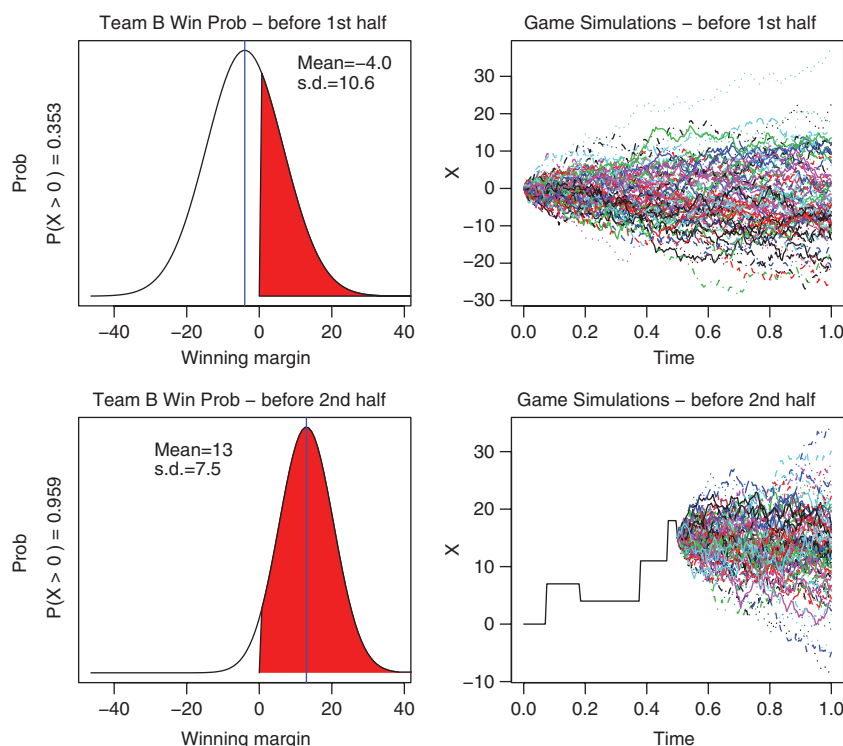 Team B Win Prob – before 1st half
Mean=–4.0
s.d.=10.6
Prob
P(X > 0) = 0.353
–40 –20 0 20 40
Winning margin
Game Simulations – before 1st half
30
20
10
0
–10
–20
–30
X
0.0 0.2 0.4 0.6 0.8 1.0
Time
Team B Win Prob – before 2nd half
Mean=13
s.d.=7.5
Prob
P(X > 0) = 0.959
–40 –20 0 20 40
Winning margin
Game Simulations – before 2nd half
30
20
10
0
–10
X
0.0 0.2 0.4 0.6 0.8 1.0
Time